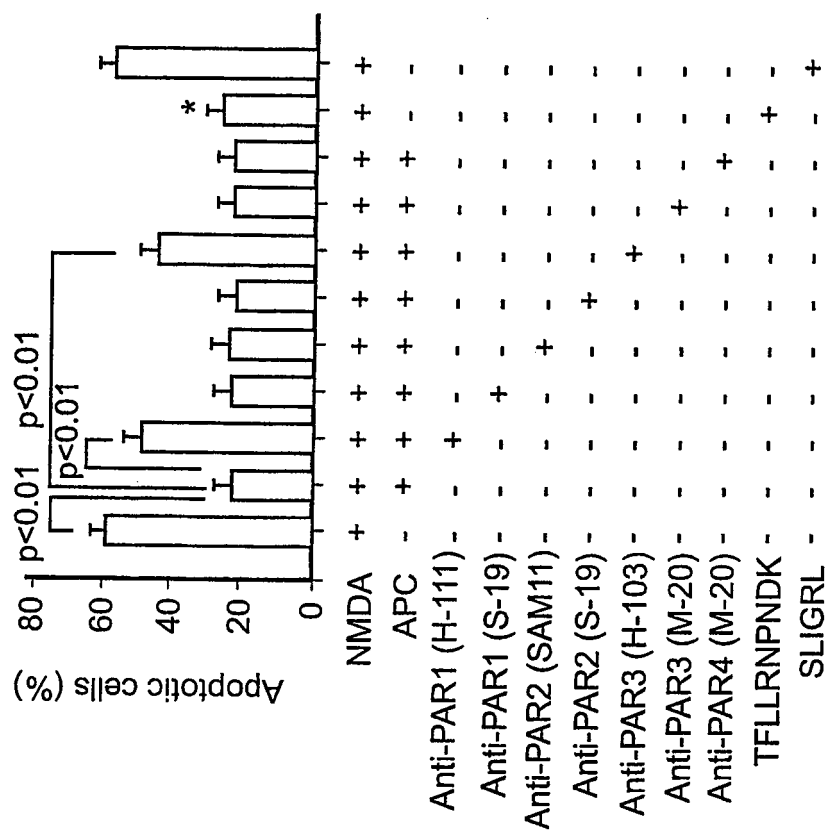 p<0.01
p<0.01
p<0.01
*
Apoptotic cells (%)
80
60
40
20
0
NMDA + + + + + + + + + + +
APC - + + + + + + + + - -
Anti-PAR1 (H-111) - - + - - - - - - - -
Anti-PAR1 (S-19) - - - + - - - - - - -
Anti-PAR2 (SAM11) - - - - + - - - - - -
Anti-PAR2 (S-19) - - - - - + - - - - -
Anti-PAR3 (H-103) - - - - - - + - - - -
Anti-PAR3 (M-20) - - - - - - - + - - -
Anti-PAR4 (M-20) - - - - - - - - + - -
TFLLRNPNDK - - - - - - - - - + -
SLIGRL - - - - - - - - - - +